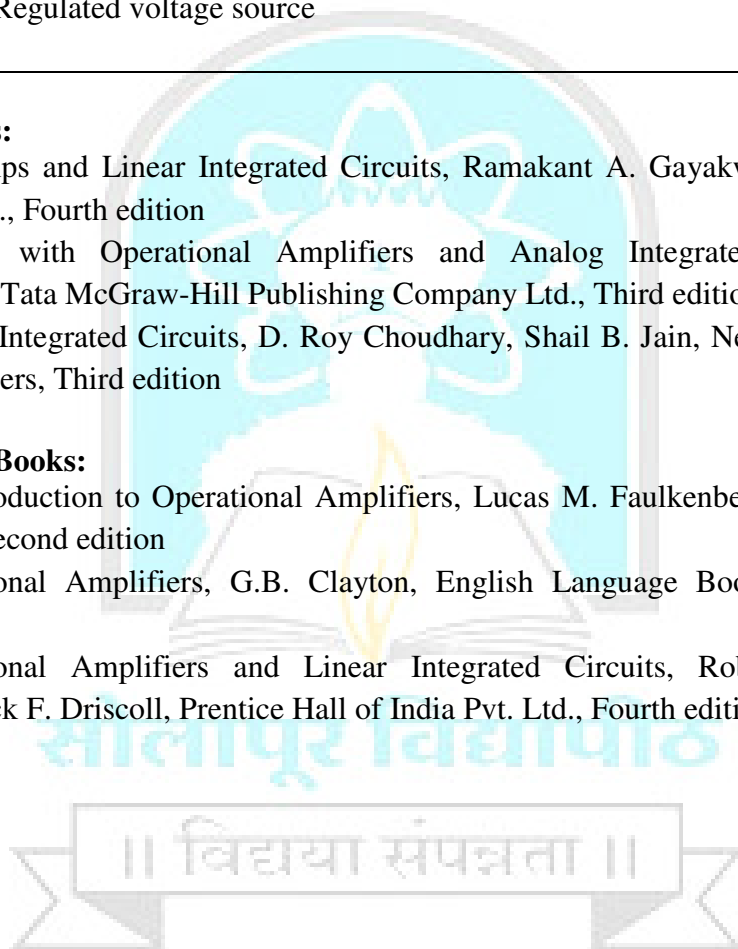 Regulated voltage source
s:
ps and Linear Integrated Circuits, Ramakant A. Gayakw
., Fourth edition
with Operational Amplifiers and Analog Integrate
Tata McGraw-Hill Publishing Company Ltd., Third editio
Integrated Circuits, D. Roy Choudhary, Shail B. Jain, Ne
ers, Third edition
Books:
oduction to Operational Amplifiers, Lucas M. Faulkenbe
econd edition
onal Amplifiers, G.B. Clayton, English Language Boo
onal Amplifiers and Linear Integrated Circuits, Rob
ck F. Driscoll, Prentice Hall of India Pvt. Ltd., Fourth editi
सोलापूर विद्यापीठ
|| विद्यया संपन्नता ||